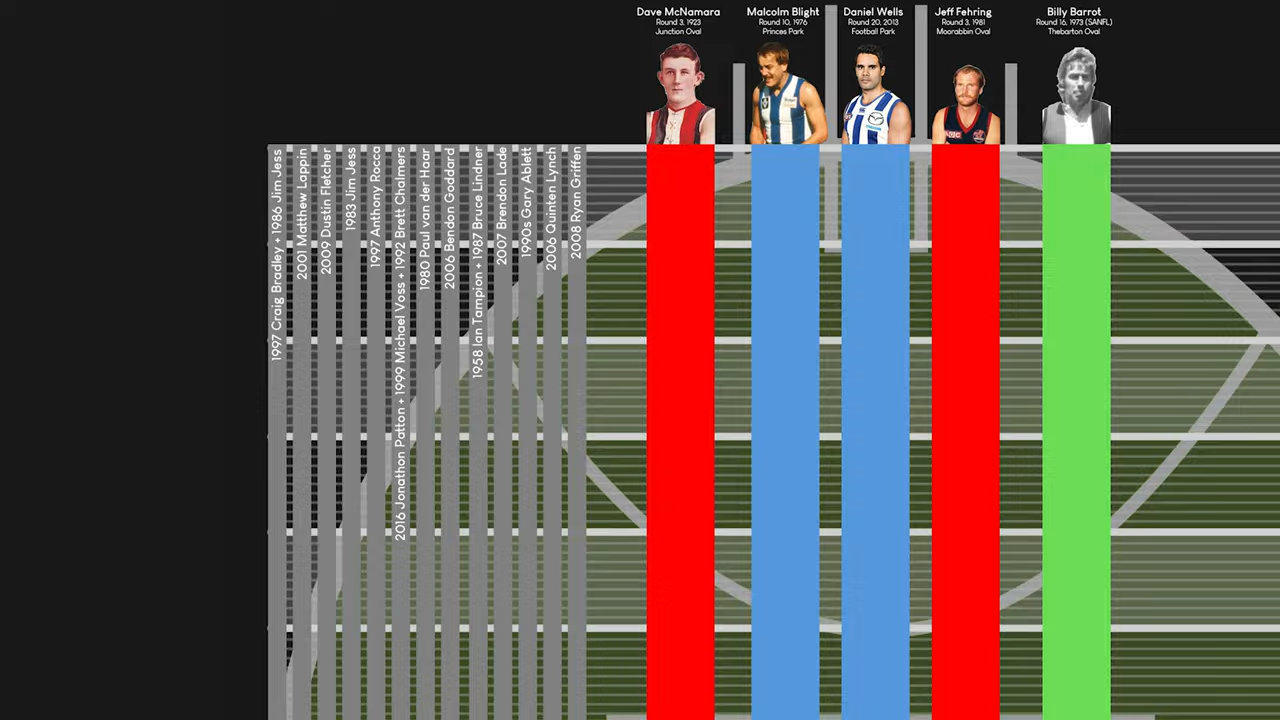 Dave McNamara
Round 3, 1923
Junction Oval
Malcolm Blight
Round 10, 1976
Princes Park
Daniel Wells
Round 20, 2013
Football Park
Jeff Fehring
Round 3, 1981
Moorabbin Oval
Billy Barrot
Round 16, 1973 (SANFL)
Thebarton Oval
1997 Craig Bradley + 1986 Jim Jess
2001 Matthew Lappin
2009 Dustin Fletcher
1983 Jim Jess
1997 Anthony Rocca
2016 Jonathon Patton + 1999 Michael Voss + 1992 Brett Chalmers
1980 Paul van der Haar
2006 Bendon Goddard
1958 Ian Tampion + 1987 Bruce Lindner
2007 Brendon Lade
1990s Gary Ablett
2006 Quinten Lynch
2008 Ryan Griffen